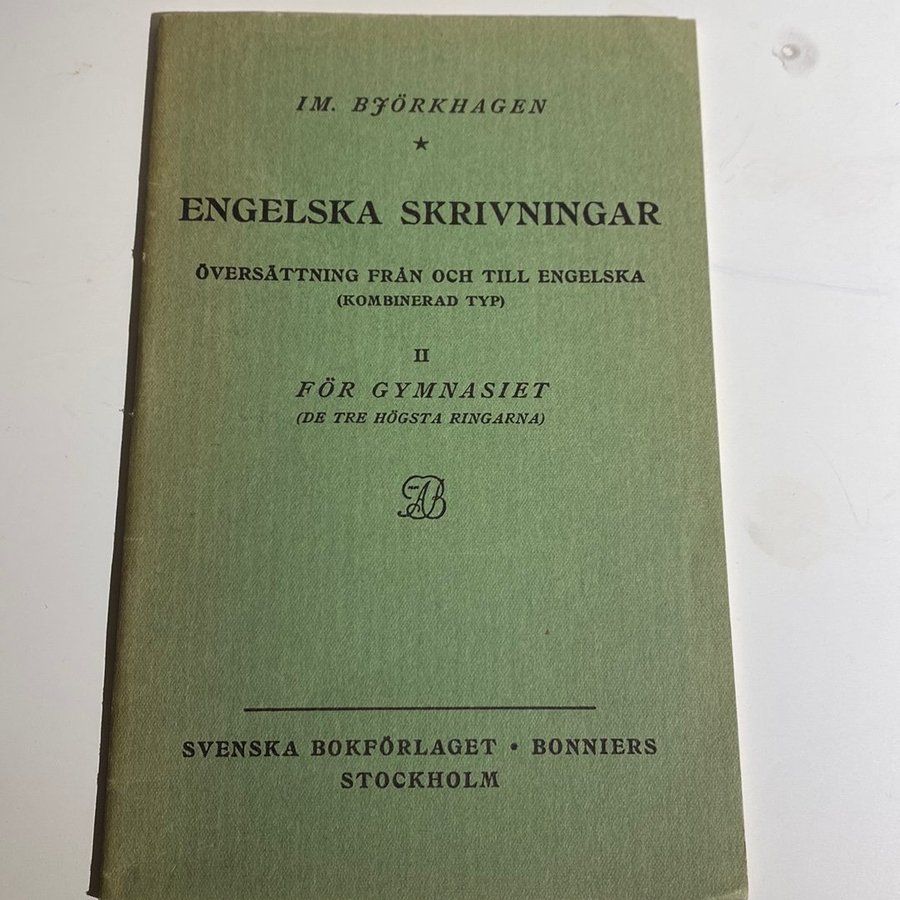 IM. BJÖRKHAGEN
★
ENGELSKA SKRIVNINGAR
ÖVERSÄTTNING FRÅN OCH TILL ENGELSKA
(KOMBINERAD TYP)
II
FÖR GYMNASIET
(DE TRE HÖGSTA RINGARNA)
AB
SVENSKA BOKFÖRLAGET • BONNIERS
STOCKHOLM